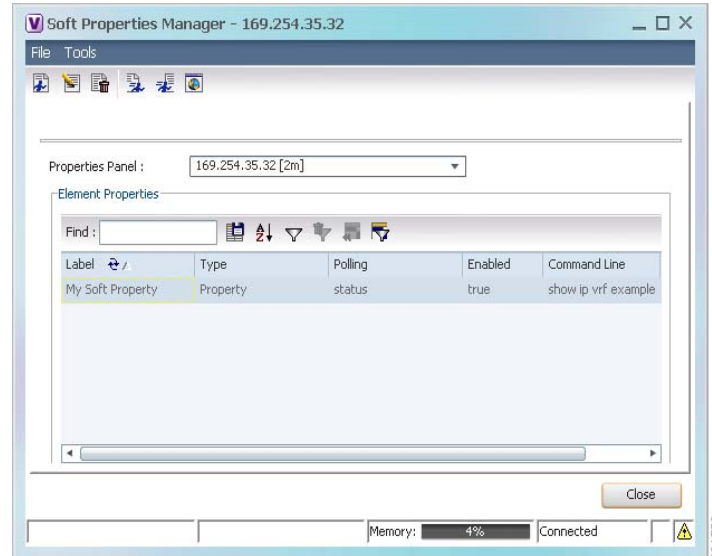 Soft Properties Manager - 169.254.35.32
File Tools
Properties Panel : 169.254.35.32 [2m]
Element Properties
Find :
Label Type Polling Enabled Command Line
My Soft Property Property status true show ip vrf example
Close
Memory: 4% Connected